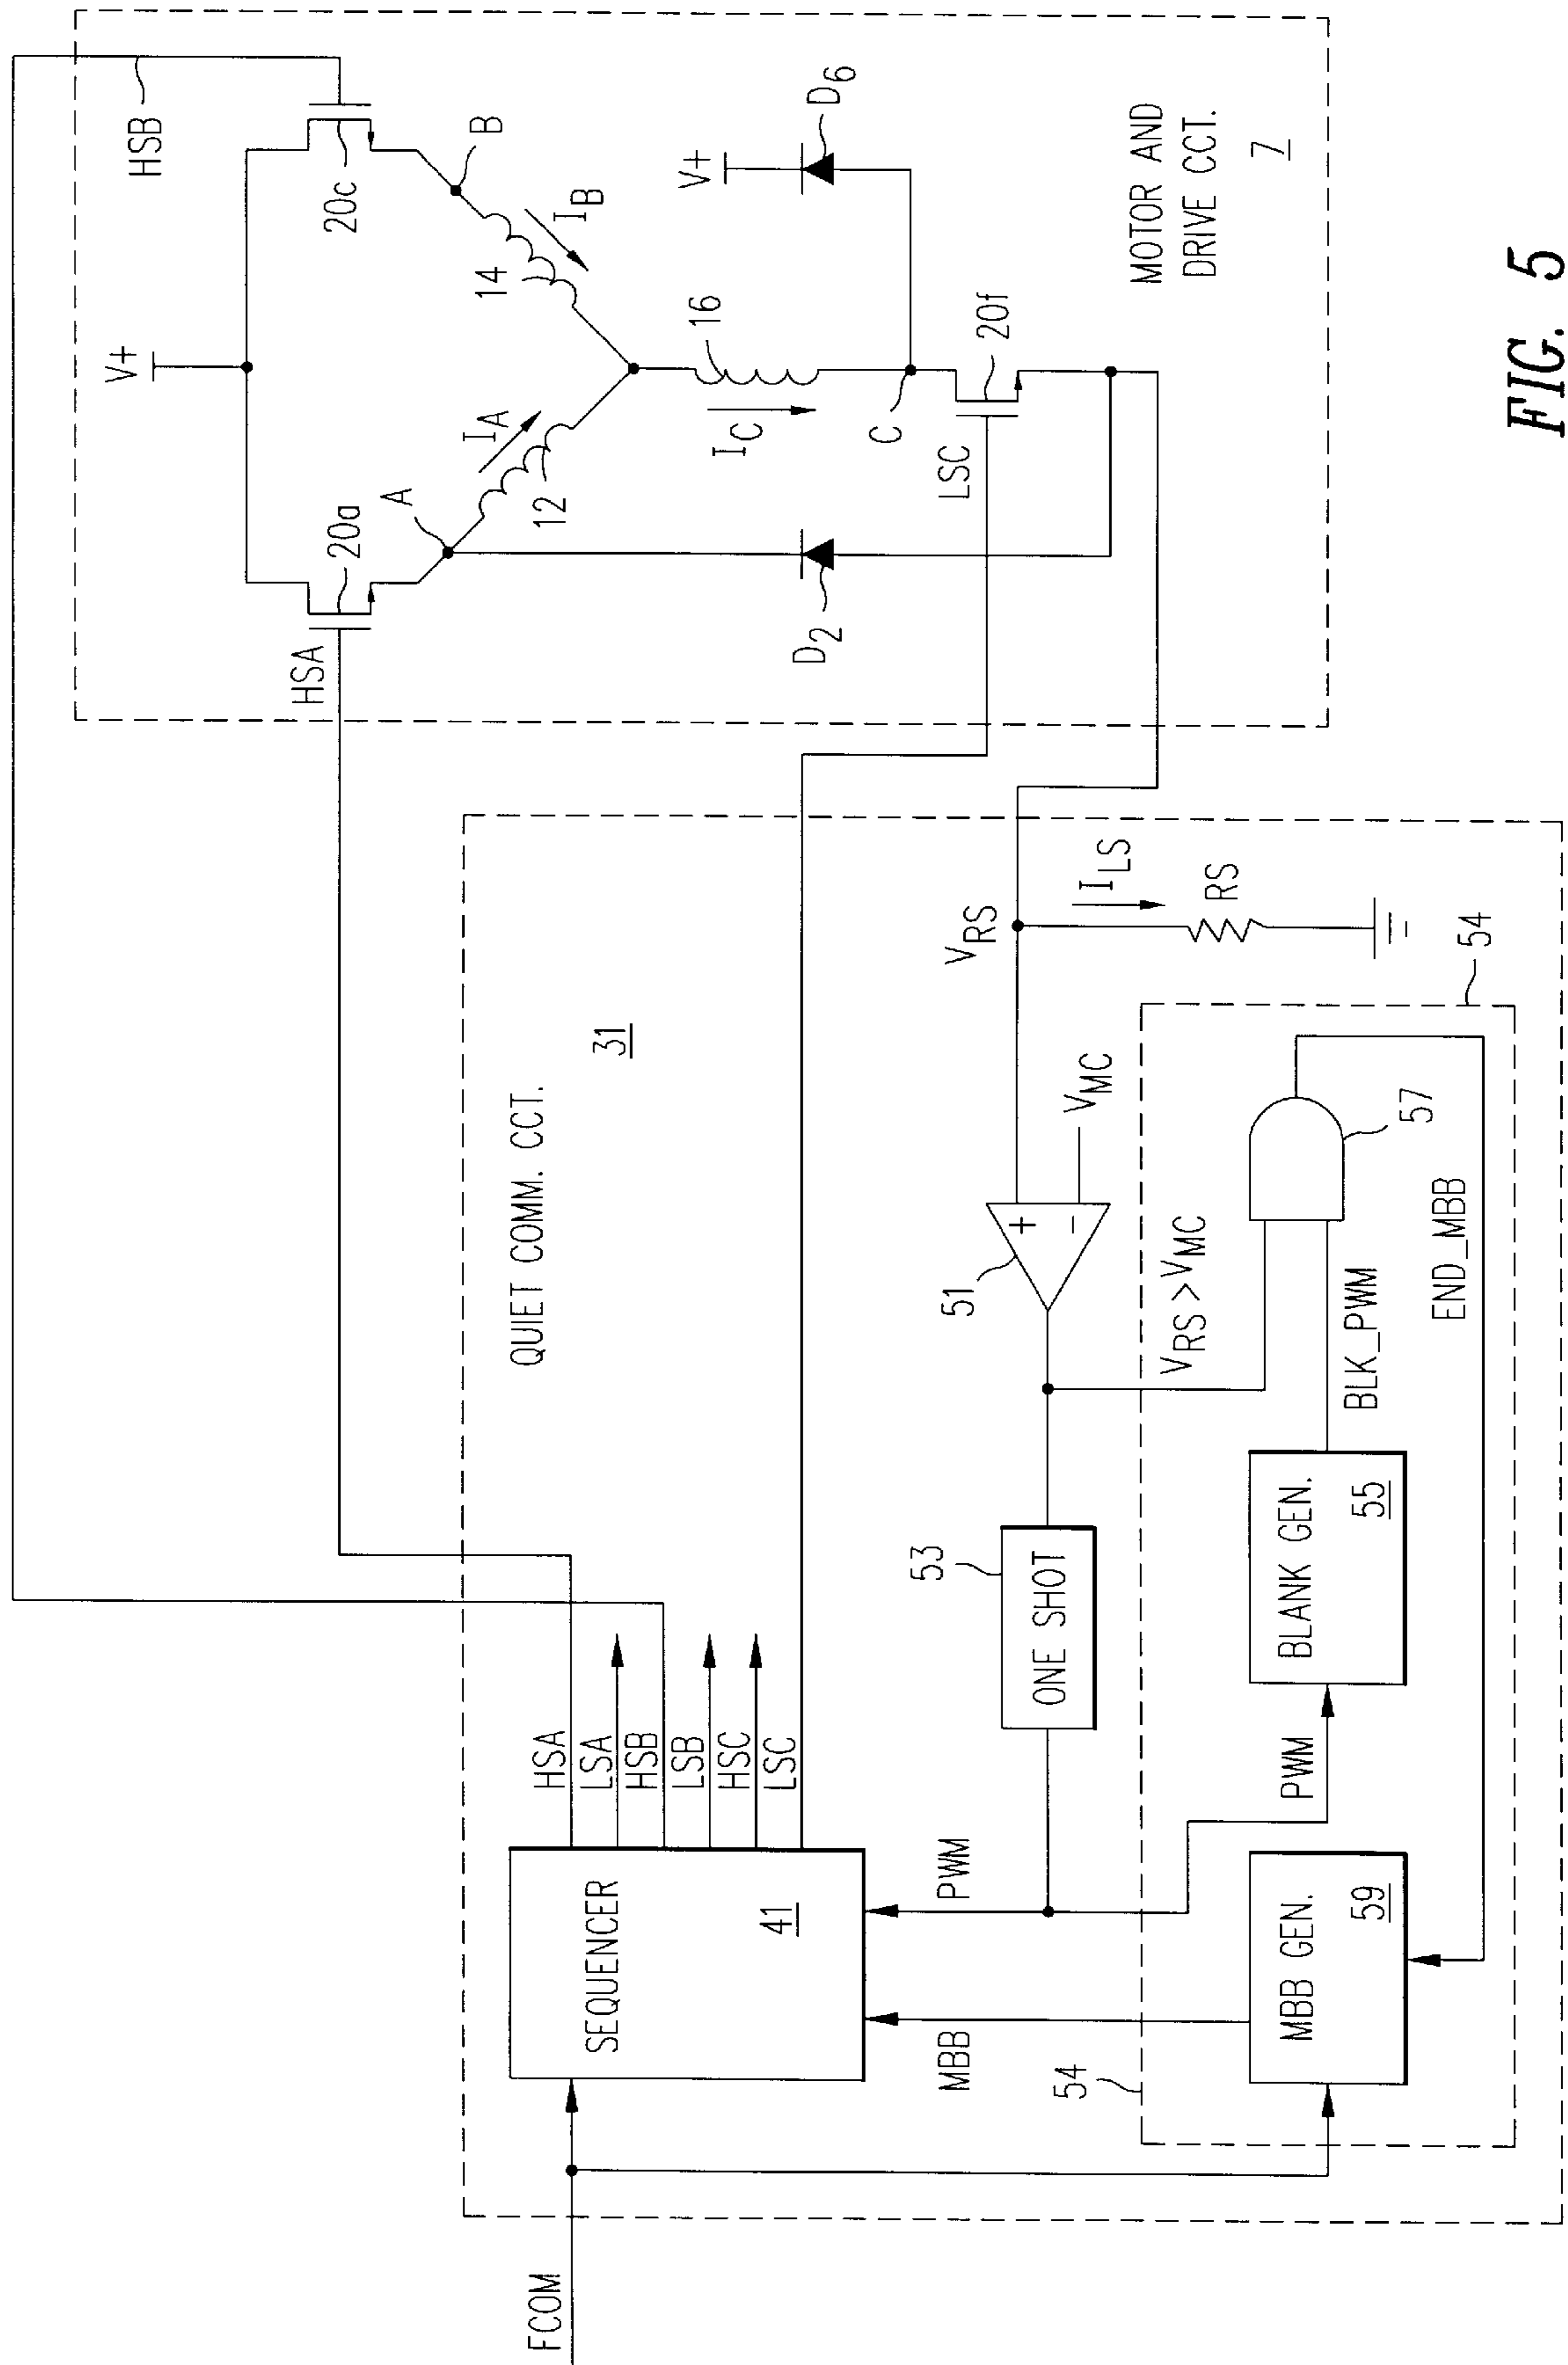 HSB
V+
HSA
20a
20c
A
B
I_A
I_B
12
14
16
V+
D6
I_C
C
D2
LSC
20f
MOTOR AND
DRIVE CCT.
7
QUIET COMM. CCT.
31
FCOM
SEQUENCER
41
HSA
LSA
HSB
LSB
HSC
LSC
MBB
PWM
53
ONE SHOT
51
+
-
V_MC
V_RS
I_LS
RS
54
54
V_RS > V_MC
MBB GEN.
59
PWM
BLANK GEN.
55
BLK_PWM
57
END_MBB
FIG. 5